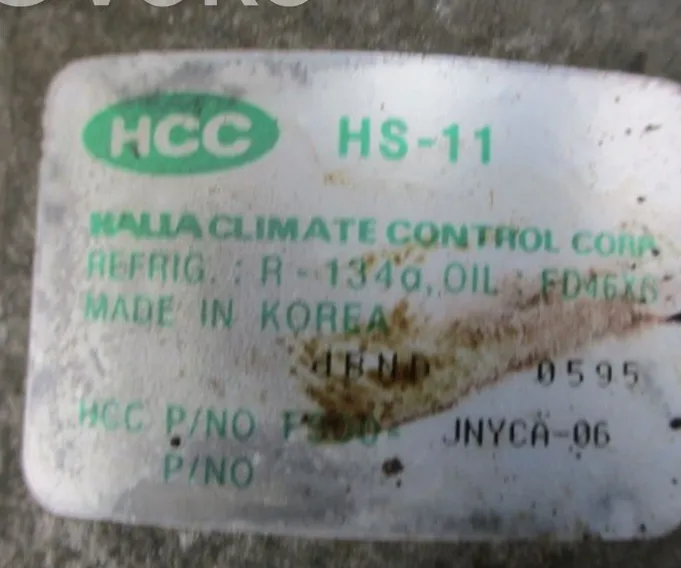 HCC HS-11
HALLA CLIMATE CONTROL CORP.
REFRIG. : R-134a, OIL : FD46XG
MADE IN KOREA
0595
HCC P/NO F500- JNYCA-06
P/NO